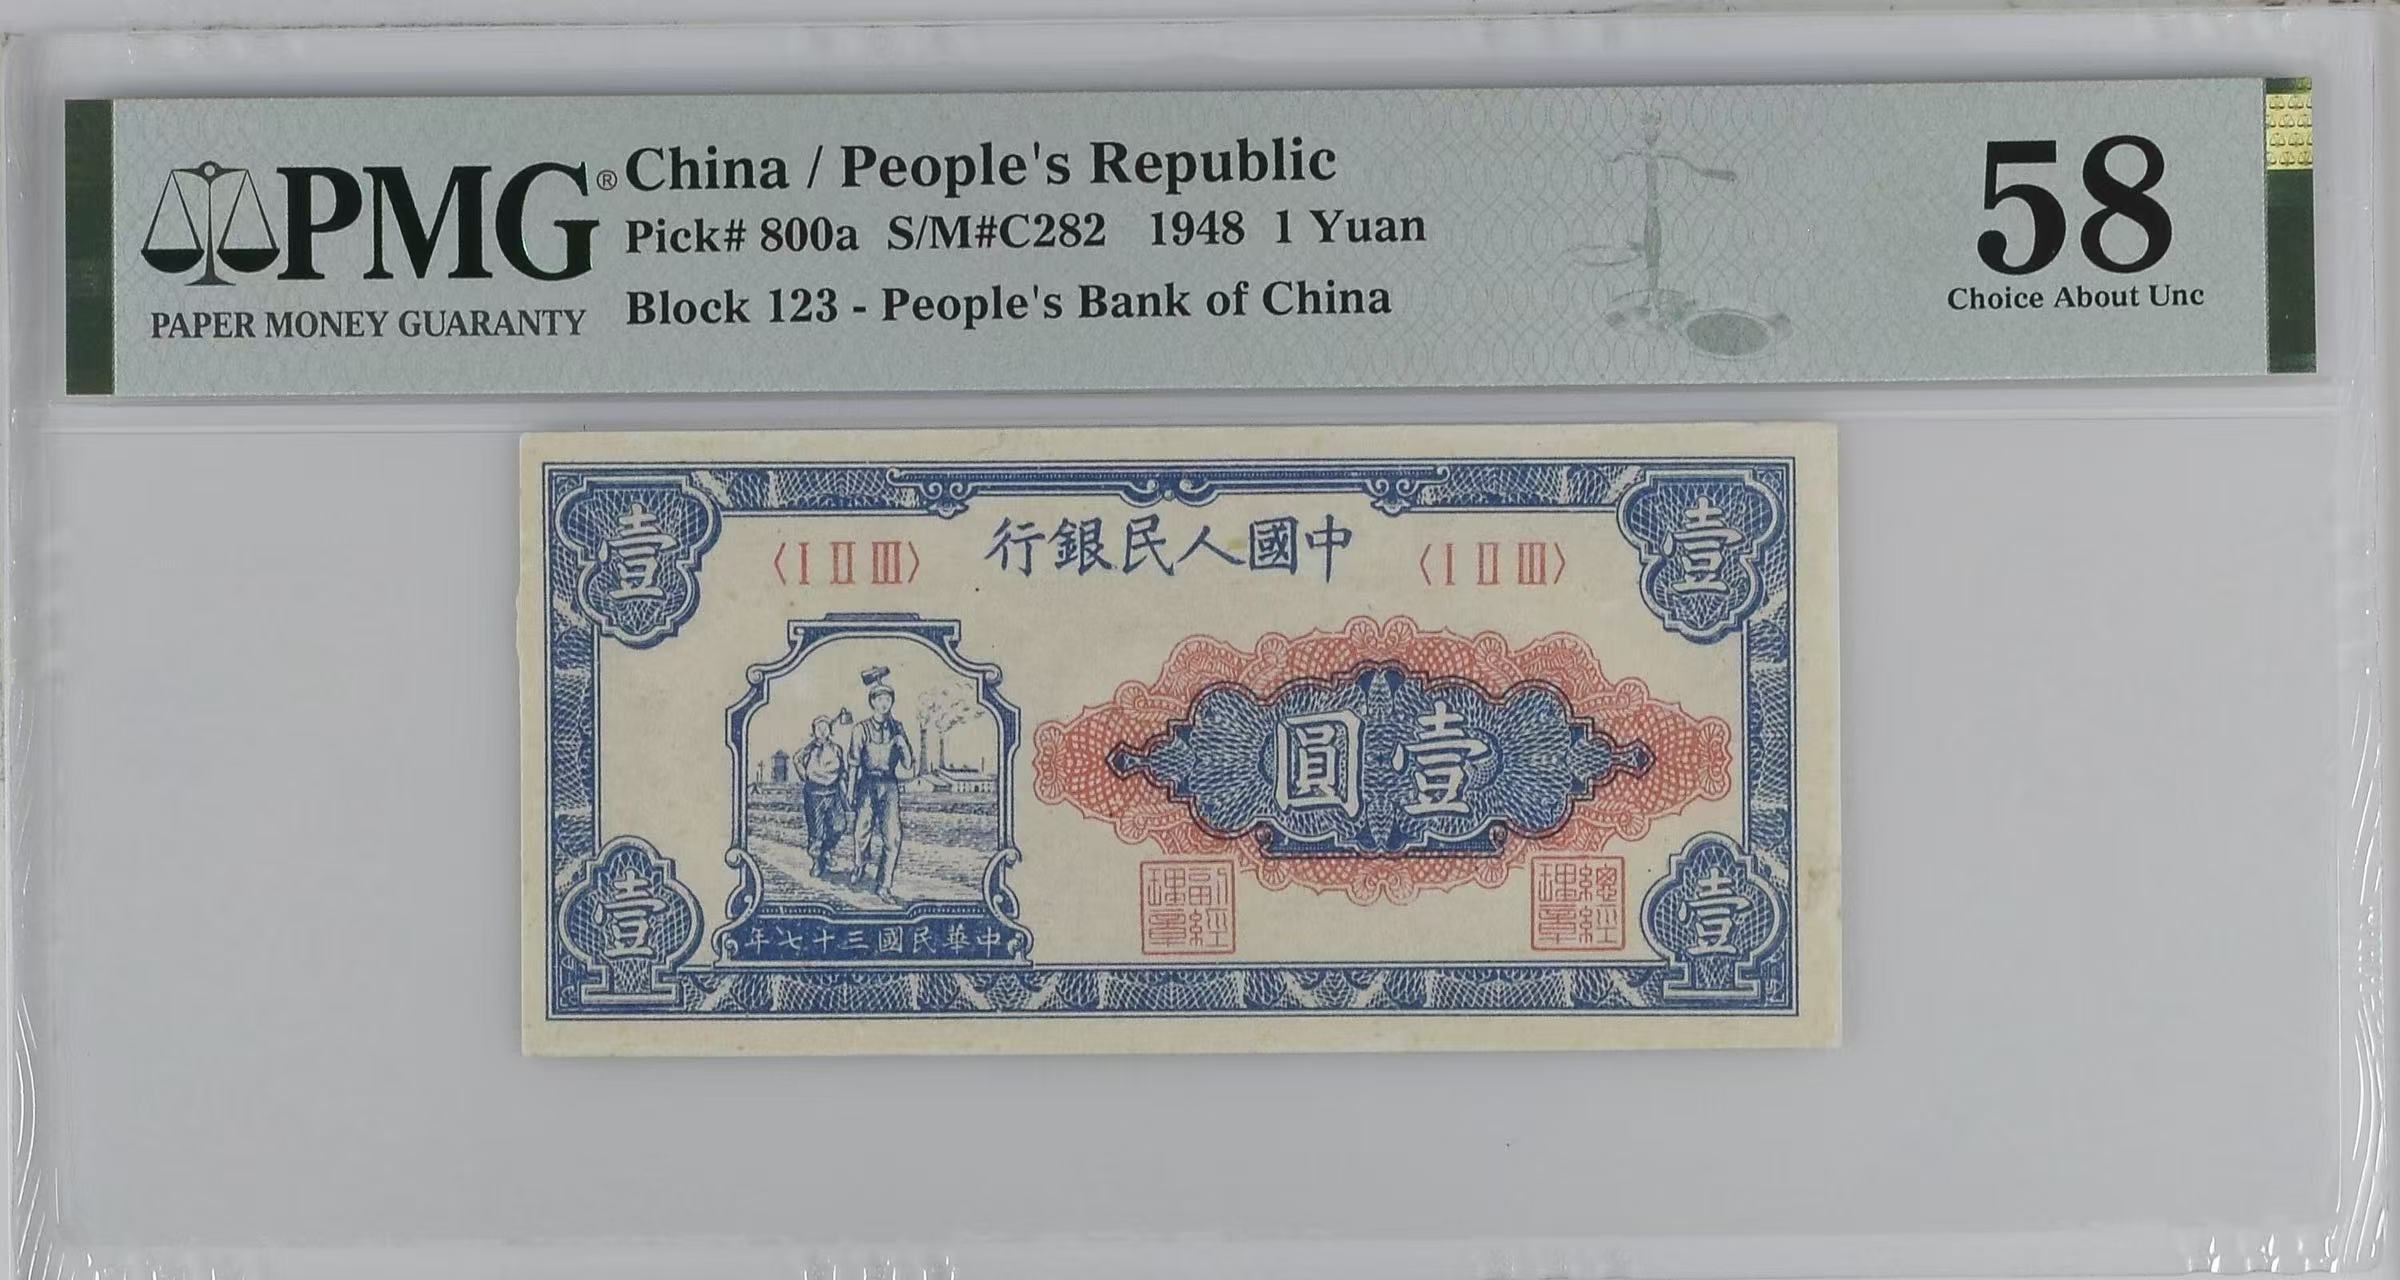 PMG®
PAPER MONEY GUARANTY
China / People's Republic
Pick# 800a  S/M#C282  1948  1 Yuan
Block 123 - People's Bank of China
58
Choice About Unc
壹
〈I II III〉
行銀民人國中
〈I II III〉
壹
圓壹
年七十三國民華中
副經理章
總經理章
壹
壹